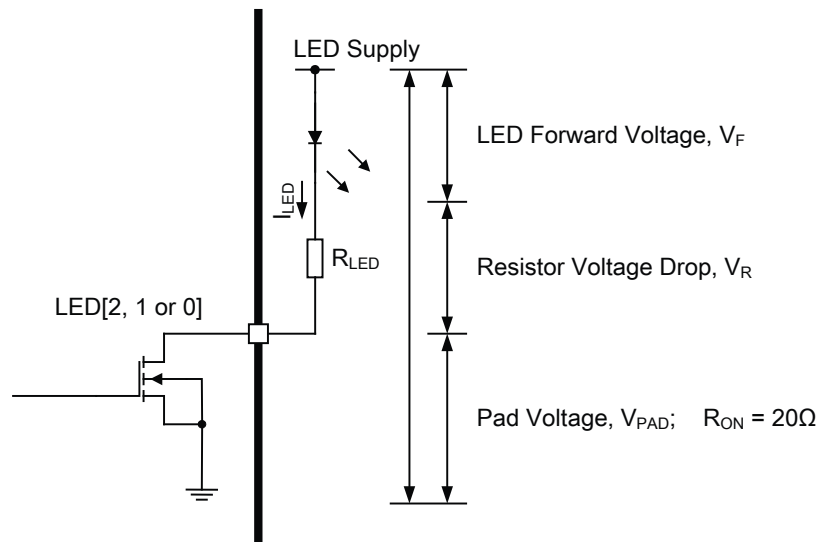 LED Supply
LED Forward Voltage, VF
ILED
RLED
Resistor Voltage Drop, VR
LED[2, 1 or 0]
Pad Voltage, VPAD; RON = 20Ω